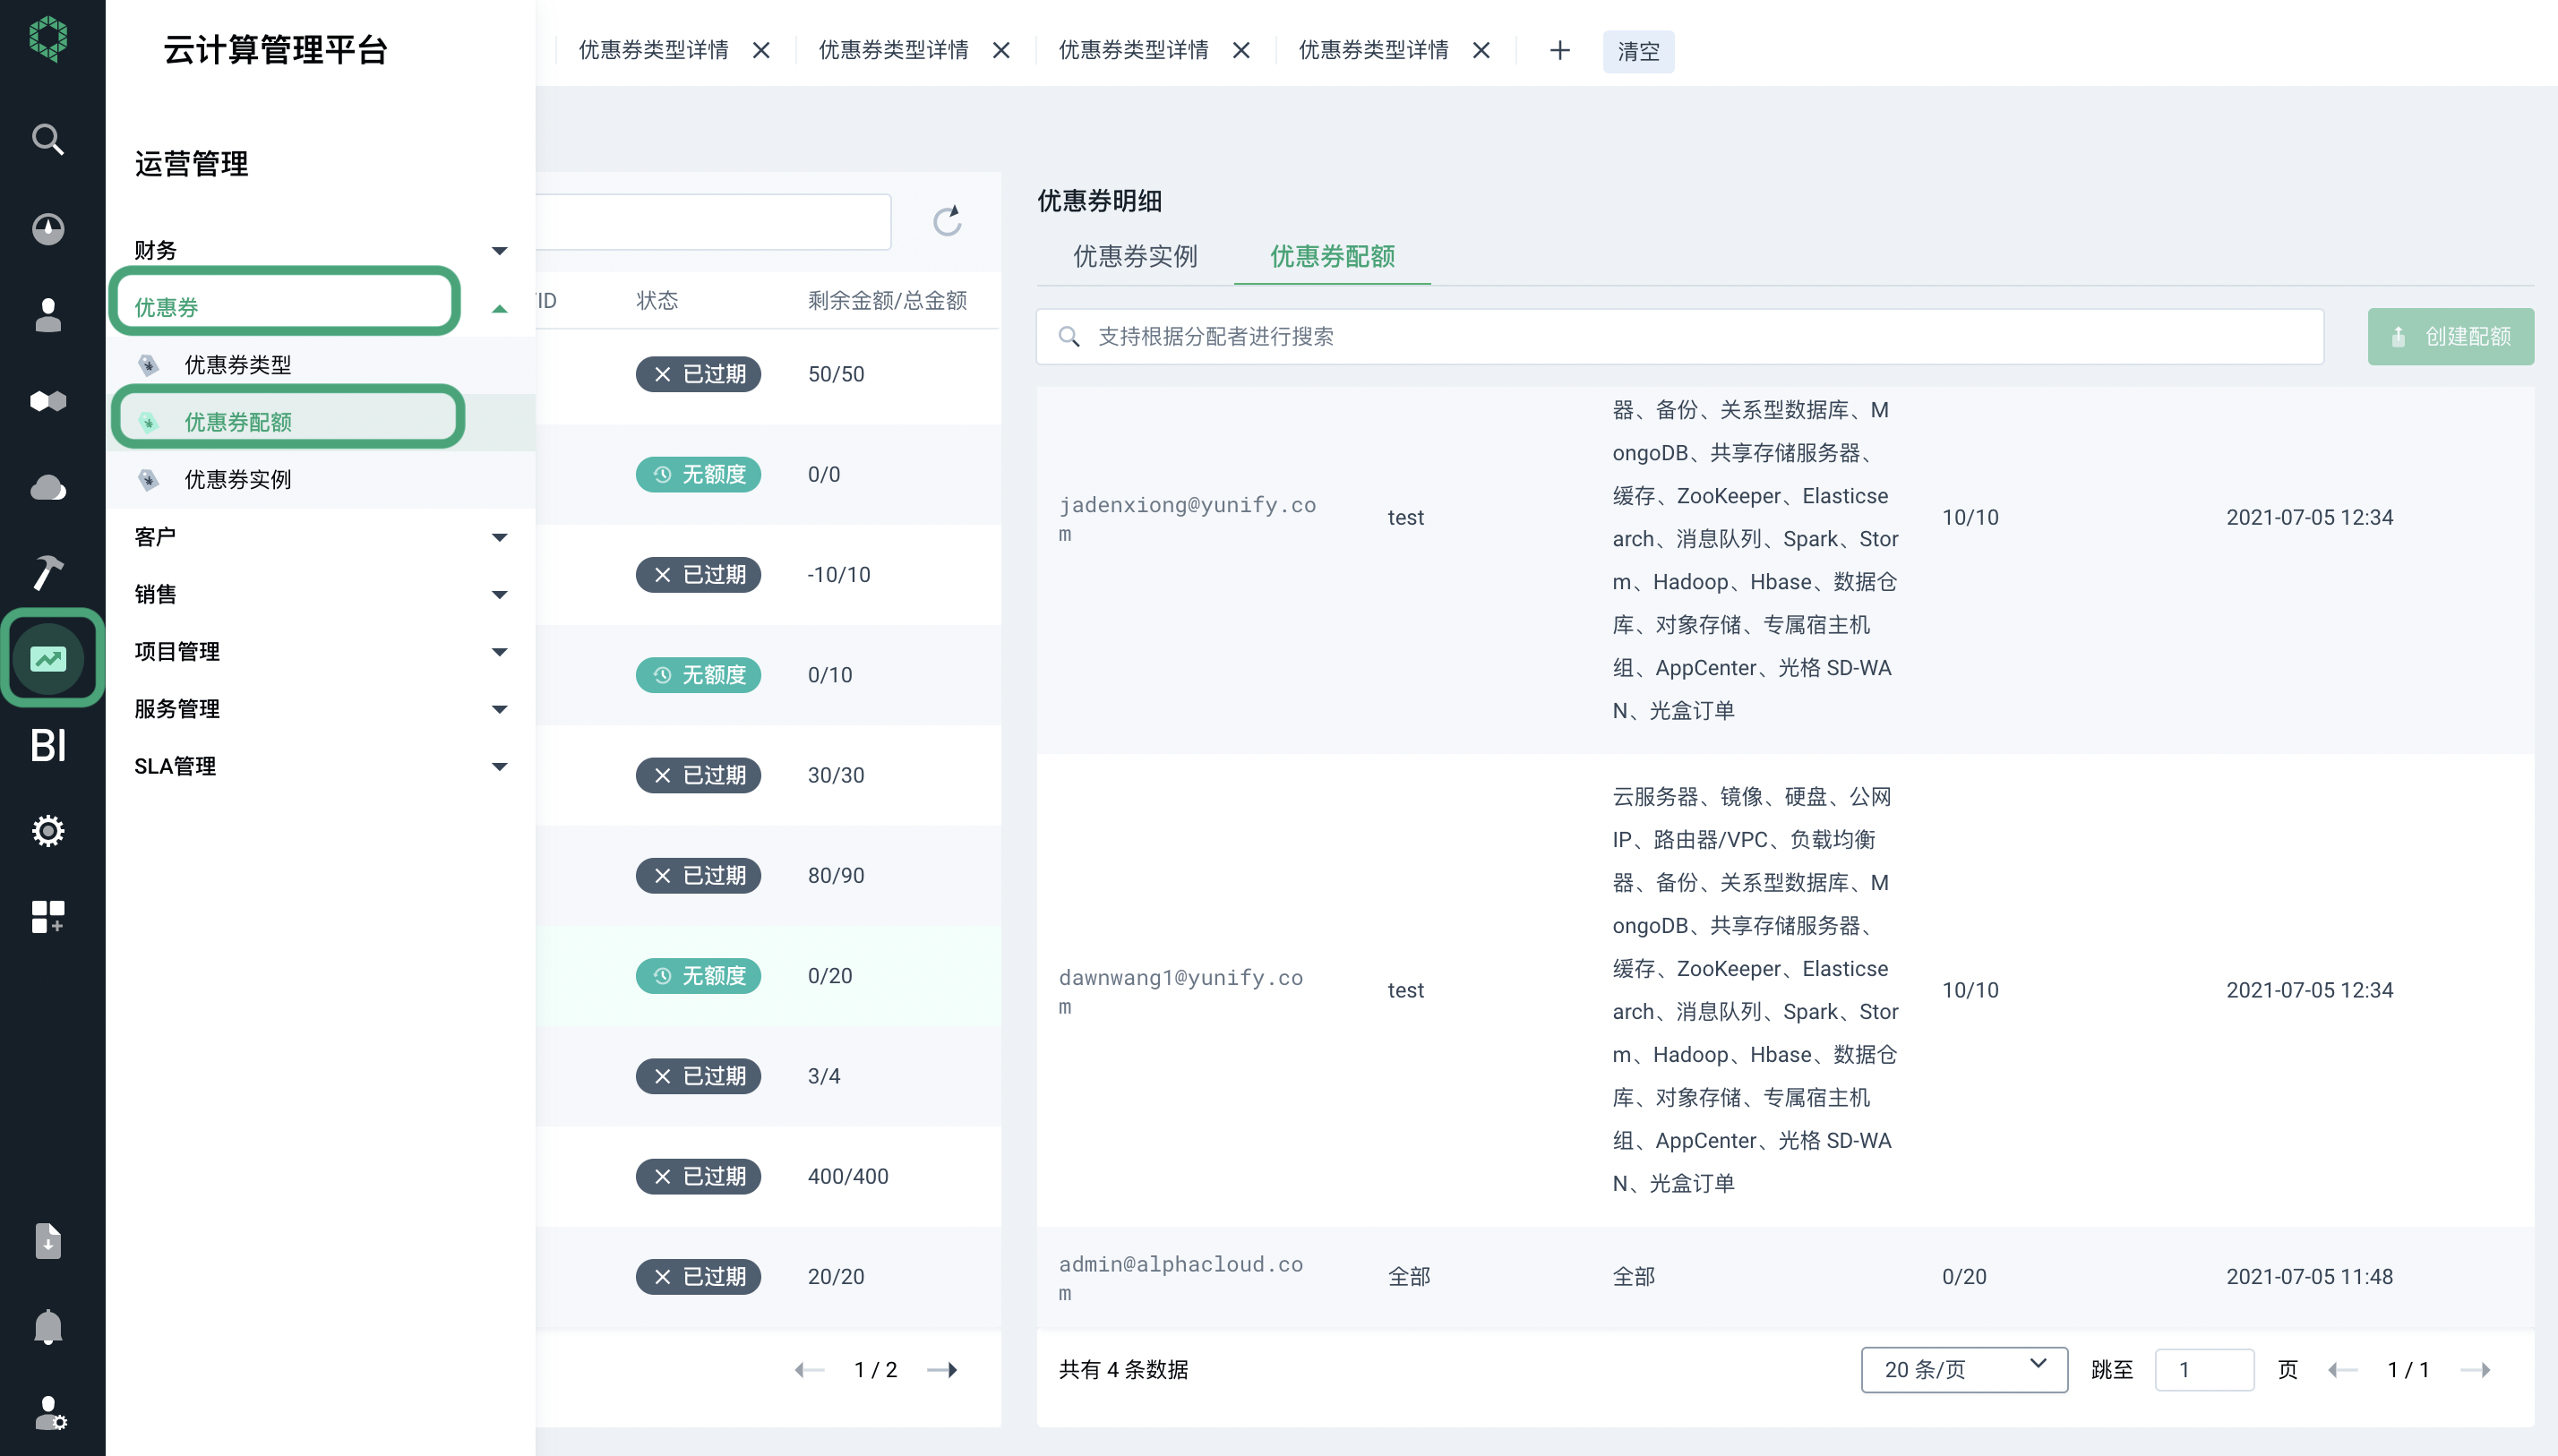 云计算管理平台
运营管理
财务
优惠券
优惠券类型
优惠券配额
优惠券实例
客户
销售
项目管理
服务管理
SLA管理
BI
优惠券类型详情
优惠券类型详情
优惠券类型详情
优惠券类型详情
清空
ID 状态 剩余金额/总金额
已过期 50/50
无额度 0/0
已过期 -10/10
无额度 0/10
已过期 30/30
已过期 80/90
无额度 0/20
已过期 3/4
已过期 400/400
已过期 20/20
1 / 2
优惠券明细
优惠券实例 优惠券配额
支持根据分配者进行搜索
创建配额
jadenxiong@yunify.co
m
test
器、备份、关系型数据库、M
ongoDB、共享存储服务器、
缓存、ZooKeeper、Elasticse
arch、消息队列、Spark、Stor
m、Hadoop、Hbase、数据仓
库、对象存储、专属宿主机
组、AppCenter、光格 SD-WA
N、光盒订单
10/10
2021-07-05 12:34
dawnwang1@yunify.co
m
test
云服务器、镜像、硬盘、公网
IP、路由器/VPC、负载均衡
器、备份、关系型数据库、M
ongoDB、共享存储服务器、
缓存、ZooKeeper、Elasticse
arch、消息队列、Spark、Stor
m、Hadoop、Hbase、数据仓
库、对象存储、专属宿主机
组、AppCenter、光格 SD-WA
N、光盒订单
10/10
2021-07-05 12:34
admin@alphacloud.co
m
全部
全部
0/20
2021-07-05 11:48
共有 4 条数据
20 条/页
跳至 1 页
1 / 1